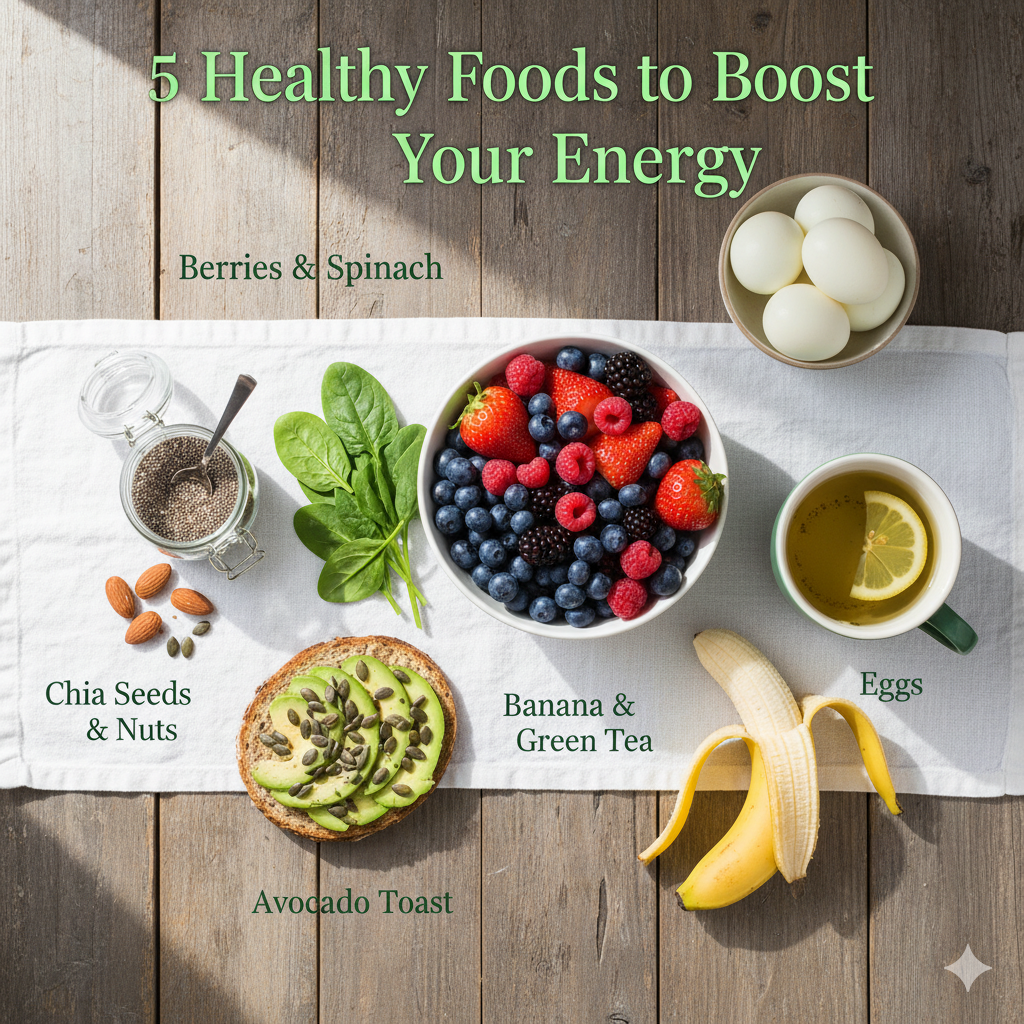 5 Healthy Foods to Boost
Your Energy
Berries & Spinach
Chia Seeds
& Nuts
Banana &
Green Tea
Eggs
Avocado Toast